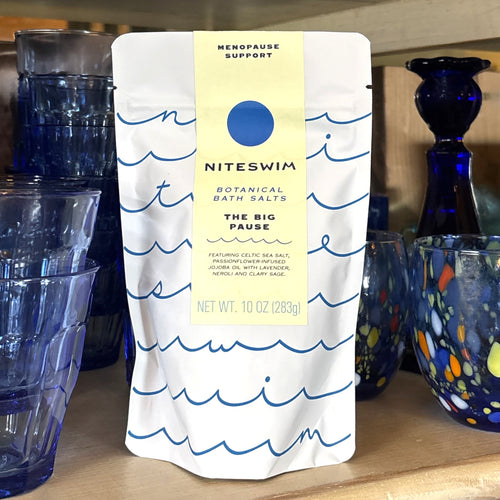 MENOPAUSE
SUPPORT
NITESWIM
BOTANICAL
BATH SALTS
THE BIG
PAUSE
FEATURING CELTIC SEA SALT,
PASSIONFLOWER-INFUSED
JOJOBA OIL WITH LAVENDER,
NEROLI AND CLARY SAGE.
NET WT. 10 OZ (283g)
n
i
t
e
s
w
i
m